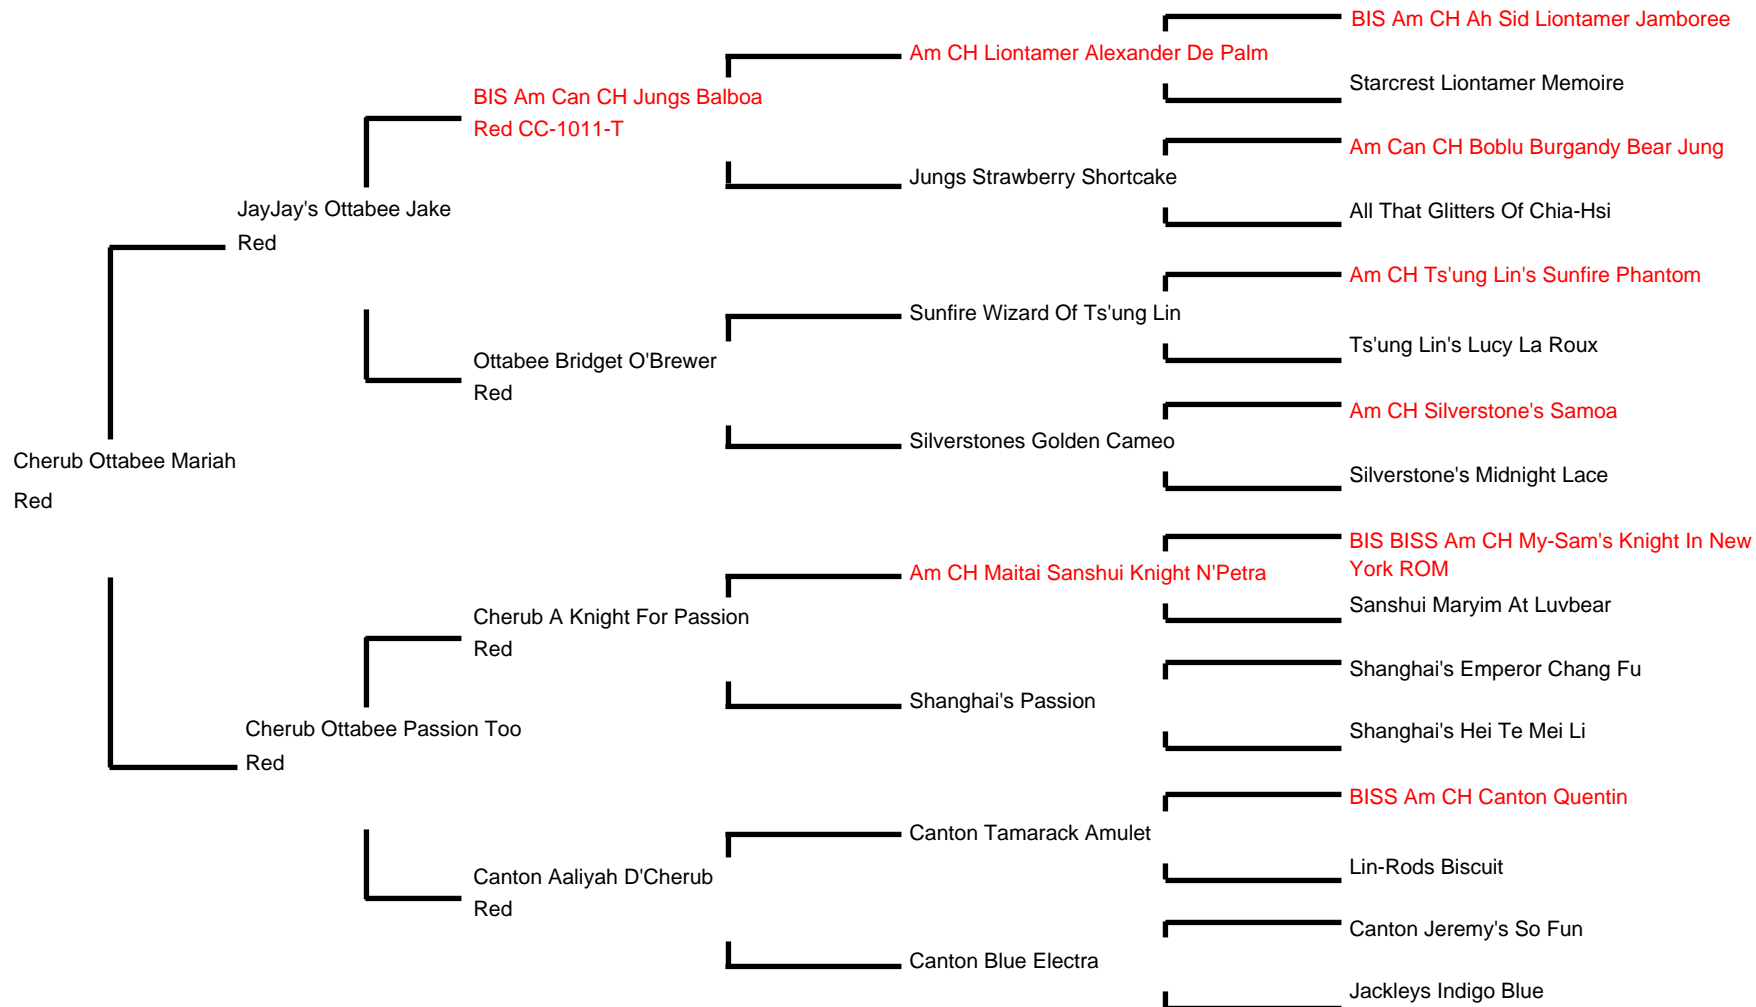 Cherub Ottabee Mariah
Red
JayJay's Ottabee Jake
Red
Cherub Ottabee Passion Too
Red
BIS Am Can CH Jungs Balboa
Red CC-1011-T
Ottabee Bridget O'Brewer
Red
Cherub A Knight For Passion
Red
Canton Aaliyah D'Cherub
Red
Am CH Liontamer Alexander De Palm
Jungs Strawberry Shortcake
Sunfire Wizard Of Ts'ung Lin
Silverstones Golden Cameo
Am CH Maitai Sanshui Knight N'Petra
Shanghai's Passion
Canton Tamarack Amulet
Canton Blue Electra
BIS Am CH Ah Sid Liontamer Jamboree
Starcrest Liontamer Memoire
Am Can CH Boblu Burgandy Bear Jung
All That Glitters Of Chia-Hsi
Am CH Ts'ung Lin's Sunfire Phantom
Ts'ung Lin's Lucy La Roux
Am CH Silverstone's Samoa
Silverstone's Midnight Lace
BIS BISS Am CH My-Sam's Knight In New
York ROM
Sanshui Maryim At Luvbear
Shanghai's Emperor Chang Fu
Shanghai's Hei Te Mei Li
BISS Am CH Canton Quentin
Lin-Rods Biscuit
Canton Jeremy's So Fun
Jackleys Indigo Blue